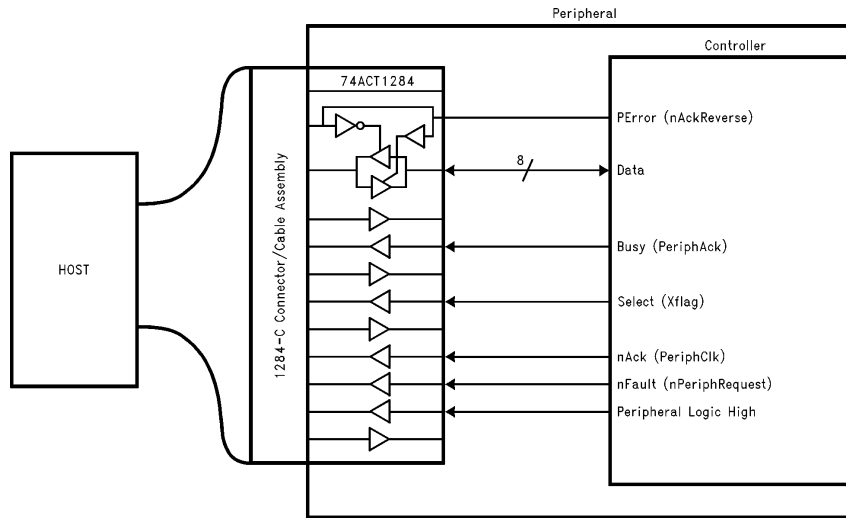 Peripheral
Controller
74ACT1284
PError (nAckReverse)
8
Data
1284-C Connector/Cable Assembly
HOST
Busy (PeriphAck)
Select (Xflag)
nAck (PeriphClk)
nFault (nPeriphRequest)
Peripheral Logic High